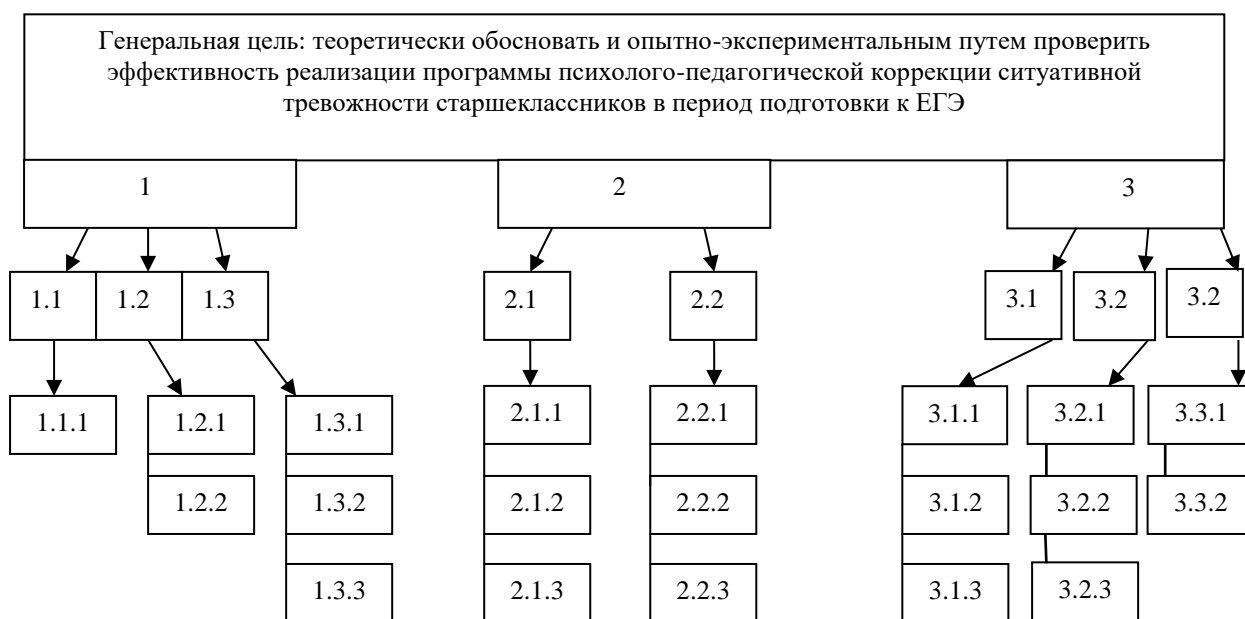 Генеральная цель: теоретически обосновать и опытно-экспериментальным путем проверить
эффективность реализации программы психолого-педагогической коррекции ситуативной
тревожности старшеклассников в период подготовки к ЕГЭ
1 2 3
1.1 1.2 1.3 2.1 2.2 3.1 3.2 3.2
1.1.1 1.2.1 1.3.1 2.1.1 2.2.1 3.1.1 3.2.1 3.3.1
1.2.2 1.3.2 2.1.2 2.2.2 3.1.2 3.2.2 3.3.2
1.3.3 2.1.3 2.2.3 3.1.3 3.2.3